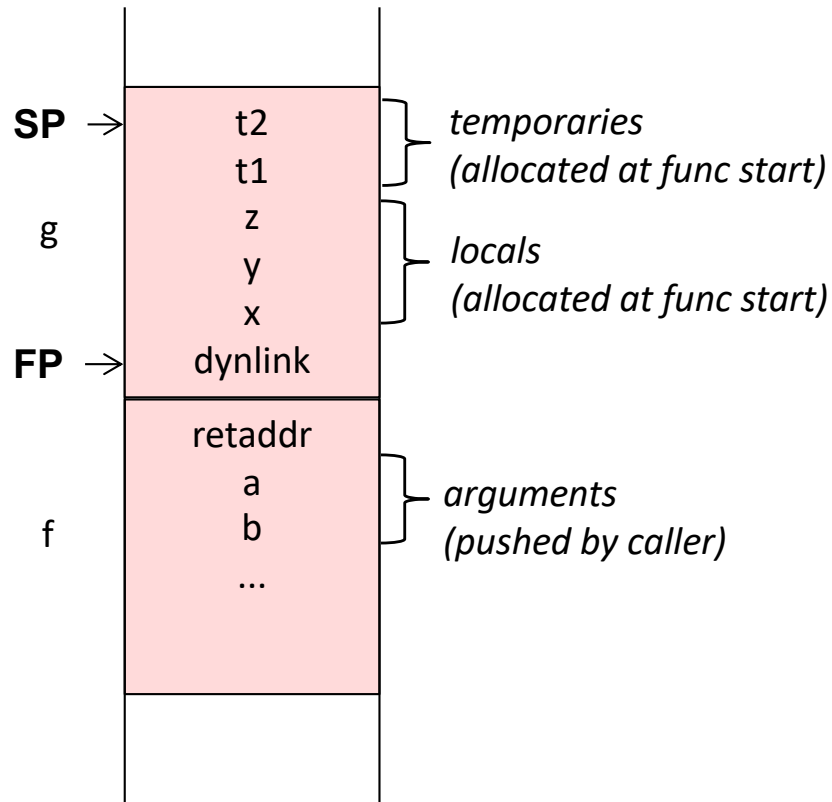 SP
t2
temporaries
t1
(allocated at func start)
g
z
y
locals
x
(allocated at func start)
FP
dynlink
retaddr
a
arguments
f
b
(pushed by caller)
...